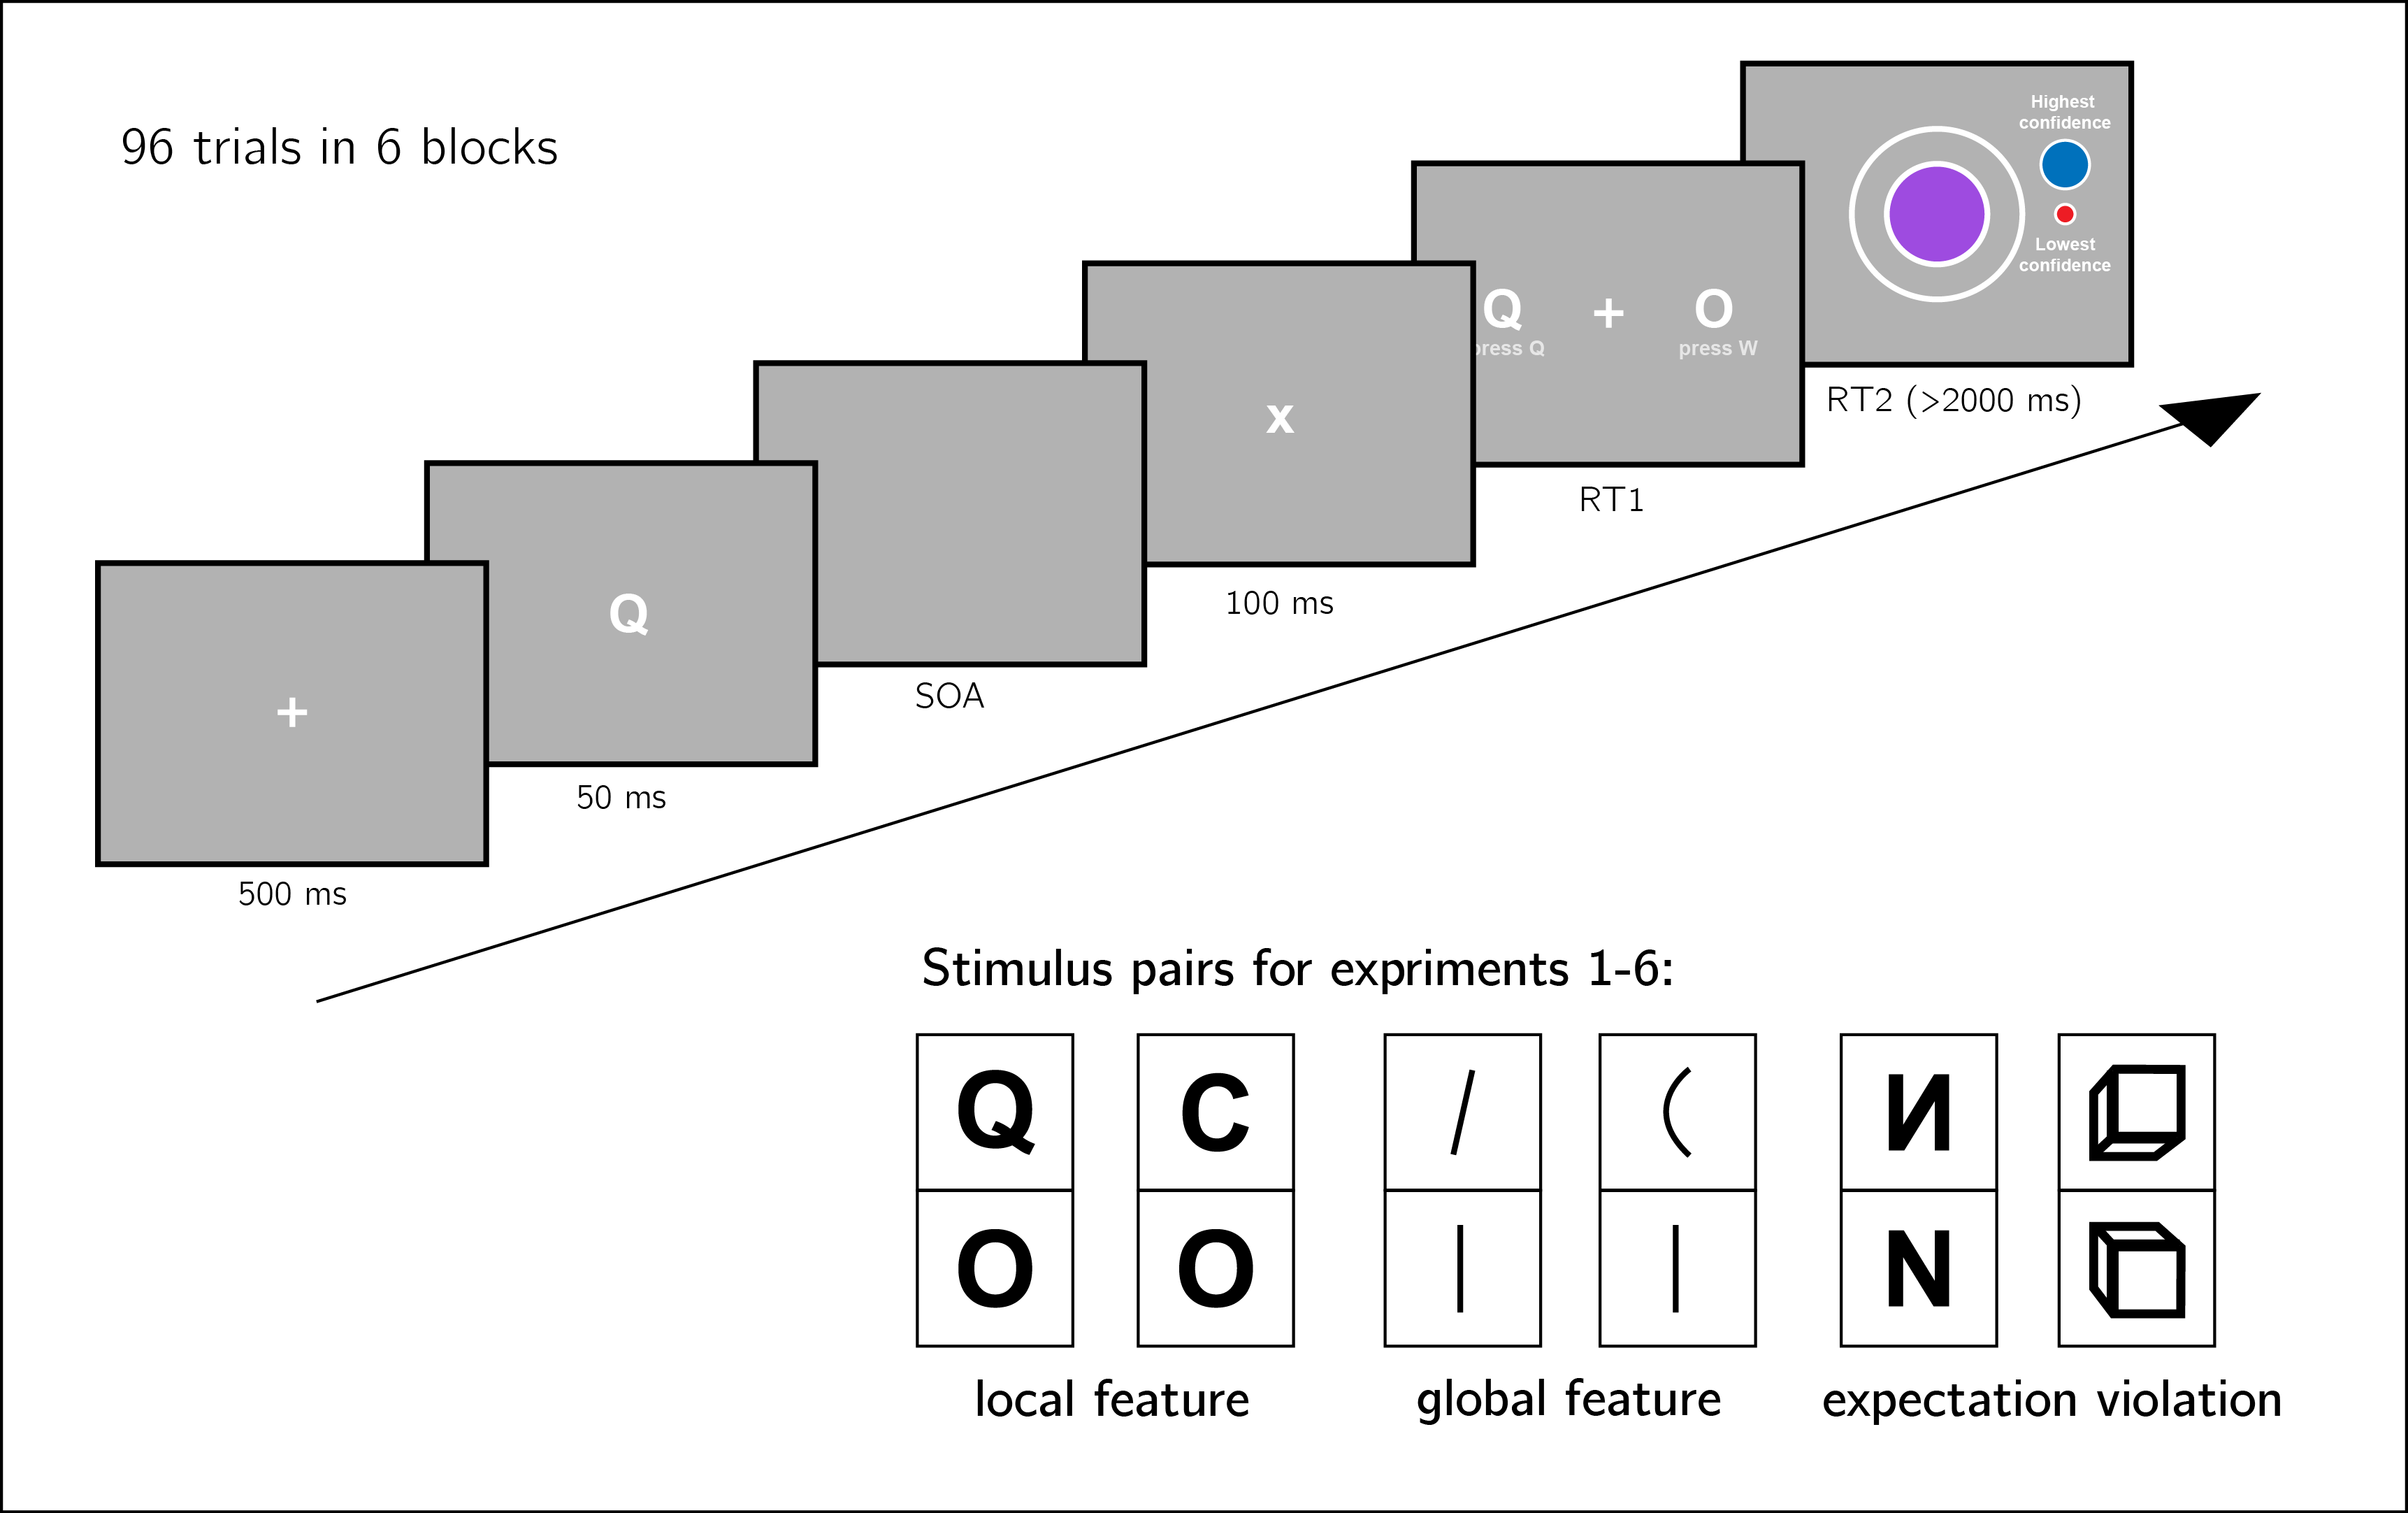 96 trials in 6 blocks
+
500 ms
Q
50 ms
SOA
x
100 ms
Q + O
press Q press W
RT1
Highest
confidence
Lowest
confidence
RT2 (>2000 ms)
Stimulus pairs for expriments 1-6:
Q C / ( И
O O | | N
local feature global feature expectation violation